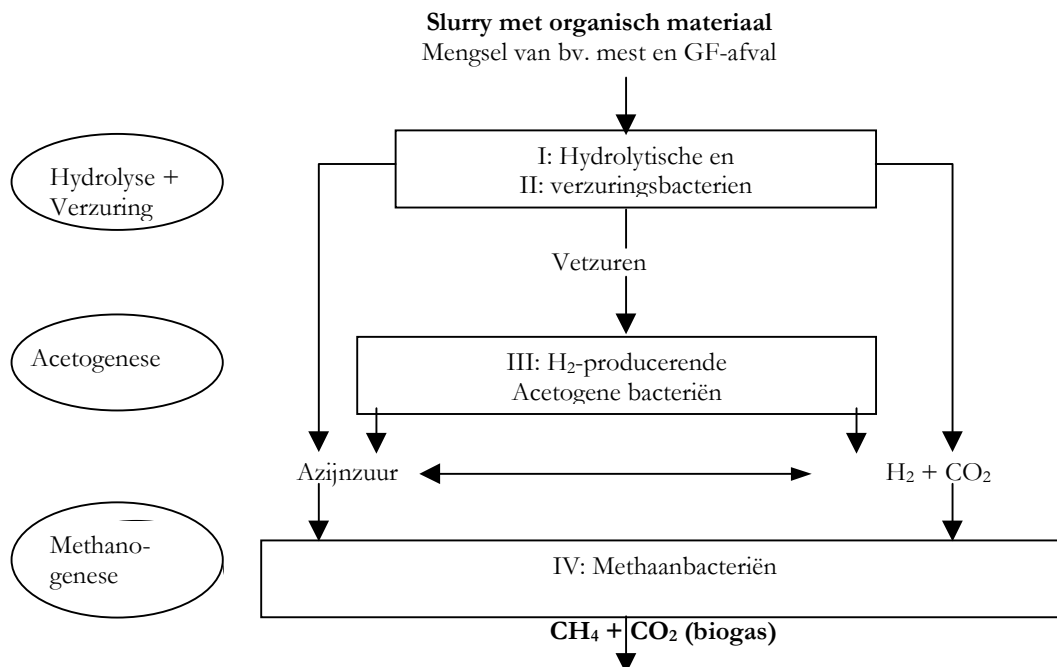 Slurry met organisch materiaal
Mengsel van bv. mest en GF-afval
Hydrolyse +
Verzuring
I: Hydrolytische en
II: verzuringsbacterien
Vetzuren
Acetogenese
III: H₂-producerende
Acetogene bacteriën
Azijnzuur
H₂ + CO₂
Methano-
genese
IV: Methaanbacteriën
CH₄ + CO₂ (biogas)